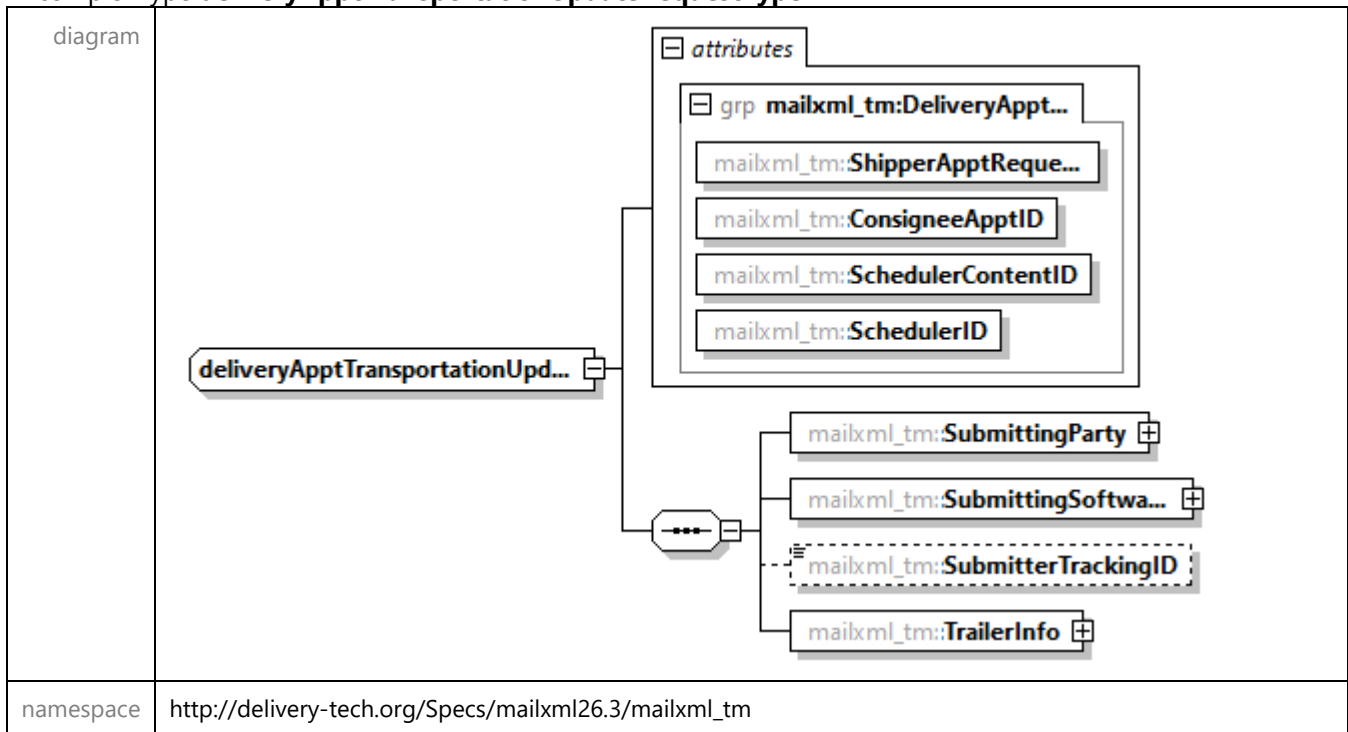 diagram
attributes
grp mailxml_tm:DeliveryAppt...
mailxml_tm::ShipperApptReque...
mailxml_tm::ConsigneeApptID
mailxml_tm::SchedulerContentID
mailxml_tm::SchedulerID
deliveryApptTransportationUpd...
mailxml_tm::SubmittingParty
mailxml_tm::SubmittingSoftwa...
mailxml_tm::SubmitterTrackingID
mailxml_tm::TrailerInfo
namespace http://delivery-tech.org/Specs/mailxml26.3/mailxml_tm